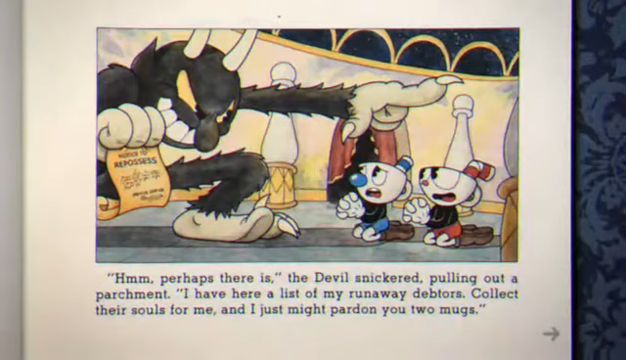 NOTICE TO
REPOSSESS
"Hmm, perhaps there is," the Devil snickered, pulling out a
parchment. "I have here a list of my runaway debtors. Collect
their souls for me, and I just might pardon you two mugs."